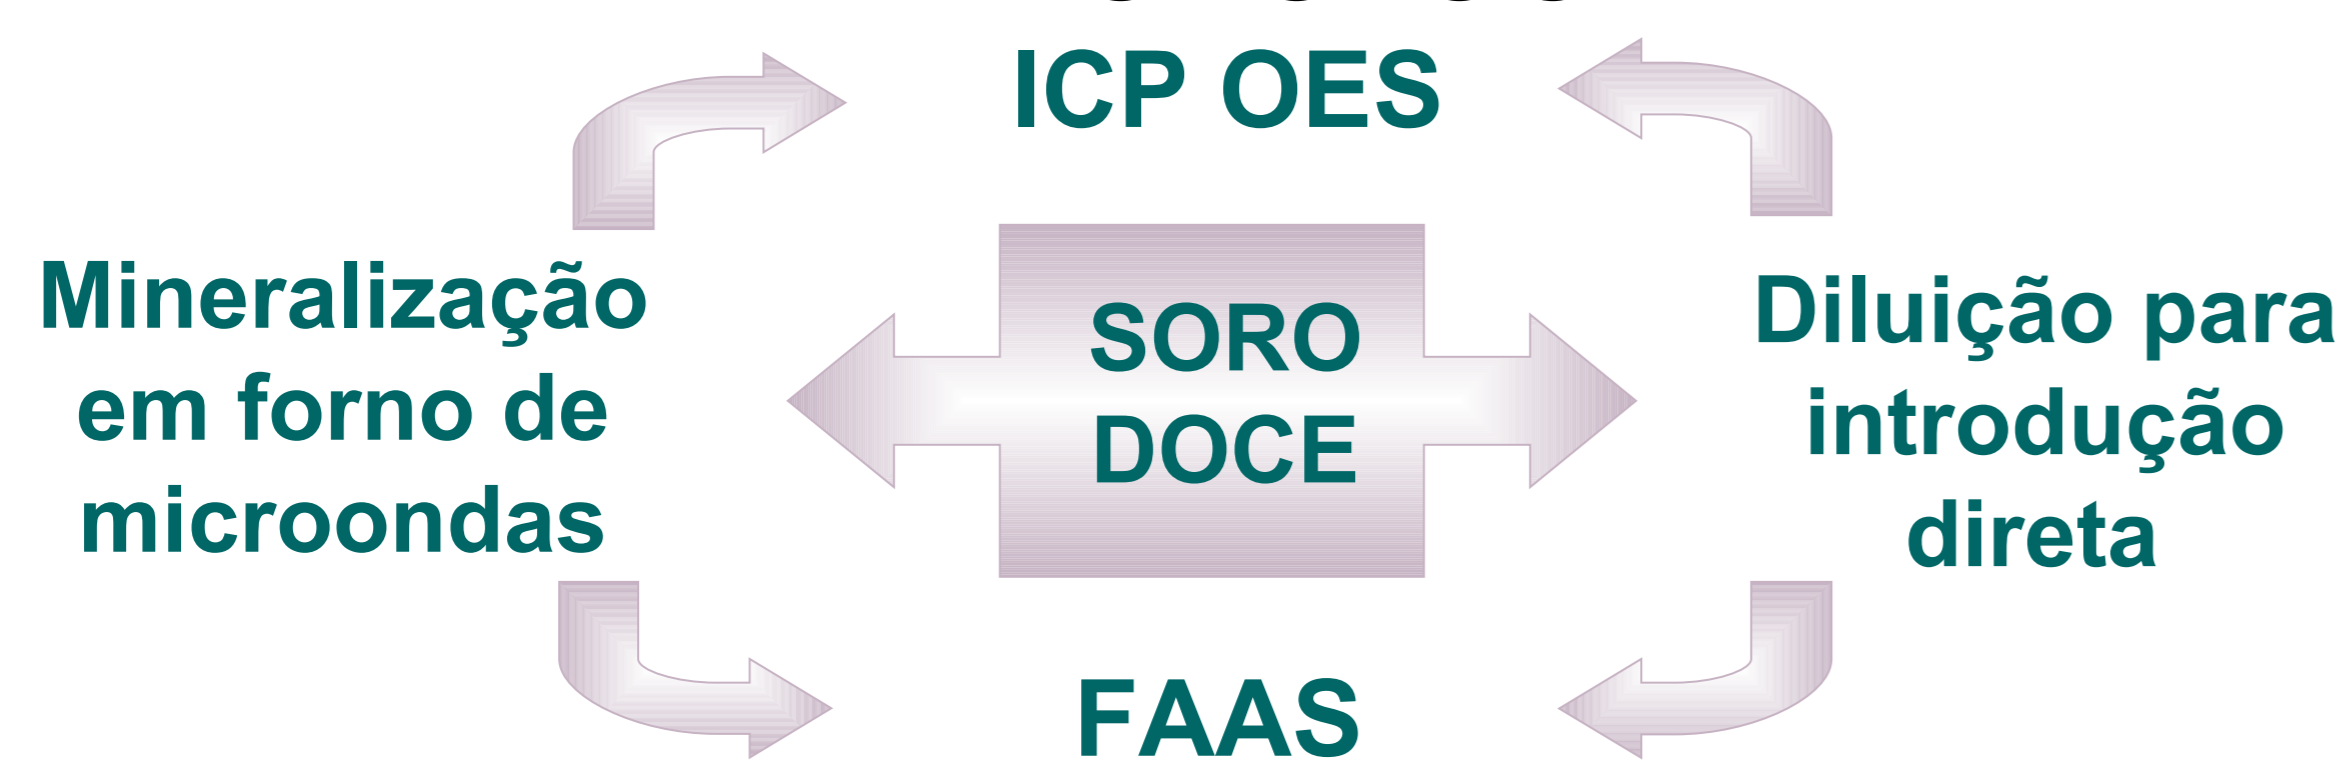 ICP OES
Mineralização
em forno de
microondas
SORO
DOCE
Diluição para
introdução
direta
FAAS